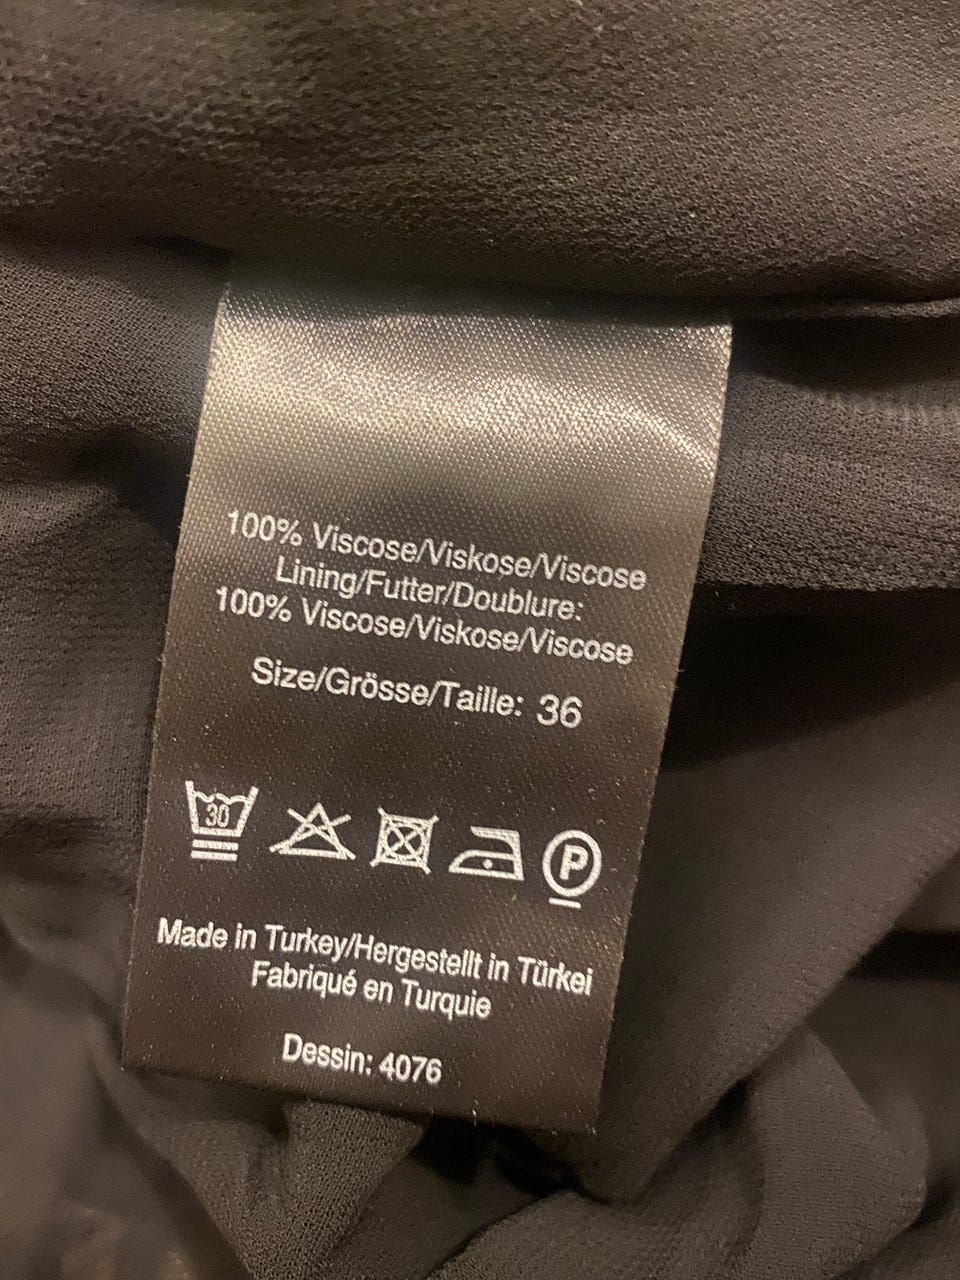 100% Viscose/Viskose/Viscose
Lining/Futter/Doublure:
100% Viscose/Viskose/Viscose
Size/Grösse/Taille: 36
30
P
Made in Turkey/Hergestellt in Türkei
Fabriqué en Turquie
Dessin: 4076